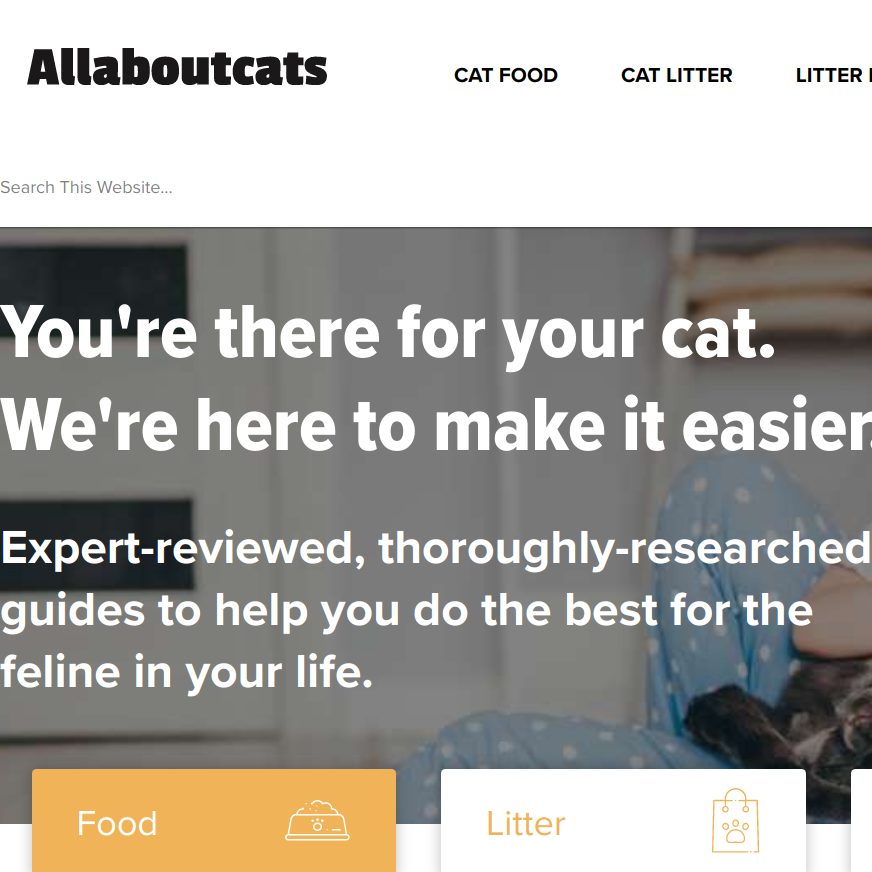 Allaboutcats
CAT FOOD CAT LITTER LITTER
Search This Website...
You're there for your cat.
We're here to make it easier.
Expert-reviewed, thoroughly-researched
guides to help you do the best for the
feline in your life.
Food Litter